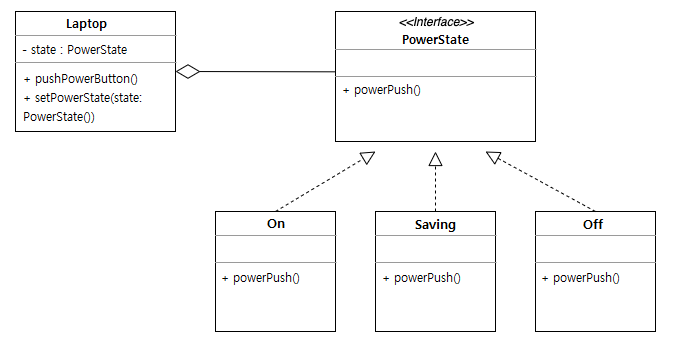 Laptop
- state : PowerState
+ pushPowerButton()
+ setPowerState(state:
PowerState())
<<Interface>>
PowerState
+ powerPush()
On
+ powerPush()
Saving
+ powerPush()
Off
+ powerPush()